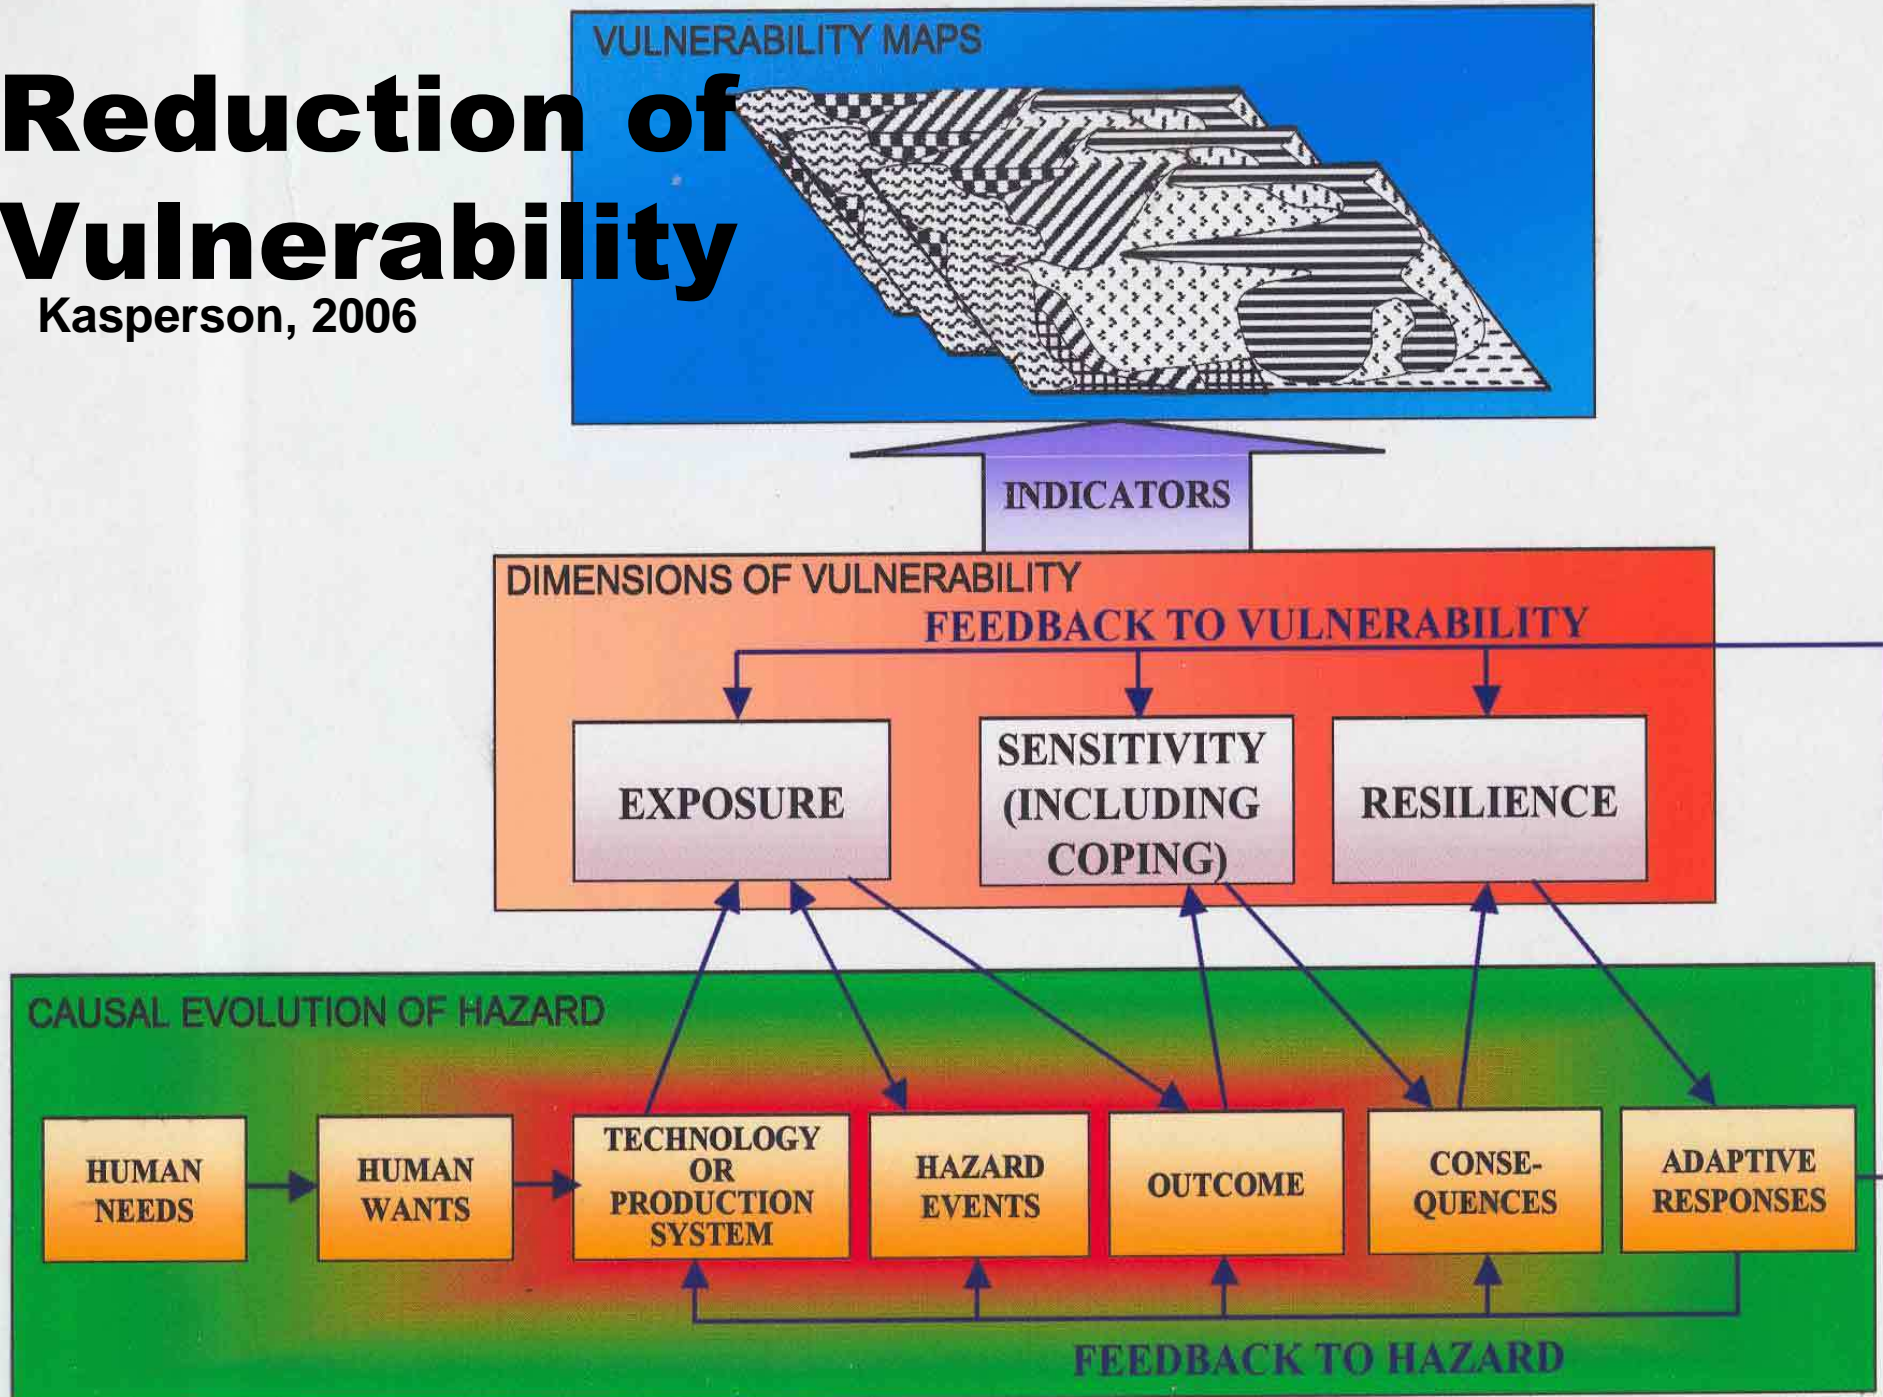 Reduction of
Vulnerability
Kasperson, 2006
VULNERABILITY MAPS
INDICATORS
DIMENSIONS OF VULNERABILITY
FEEDBACK TO VULNERABILITY
EXPOSURE
SENSITIVITY
(INCLUDING
COPING)
RESILIENCE
CAUSAL EVOLUTION OF HAZARD
HUMAN
NEEDS
HUMAN
WANTS
TECHNOLOGY
OR
PRODUCTION
SYSTEM
HAZARD
EVENTS
OUTCOME
CONSE-
QUENCES
ADAPTIVE
RESPONSES
FEEDBACK TO HAZARD